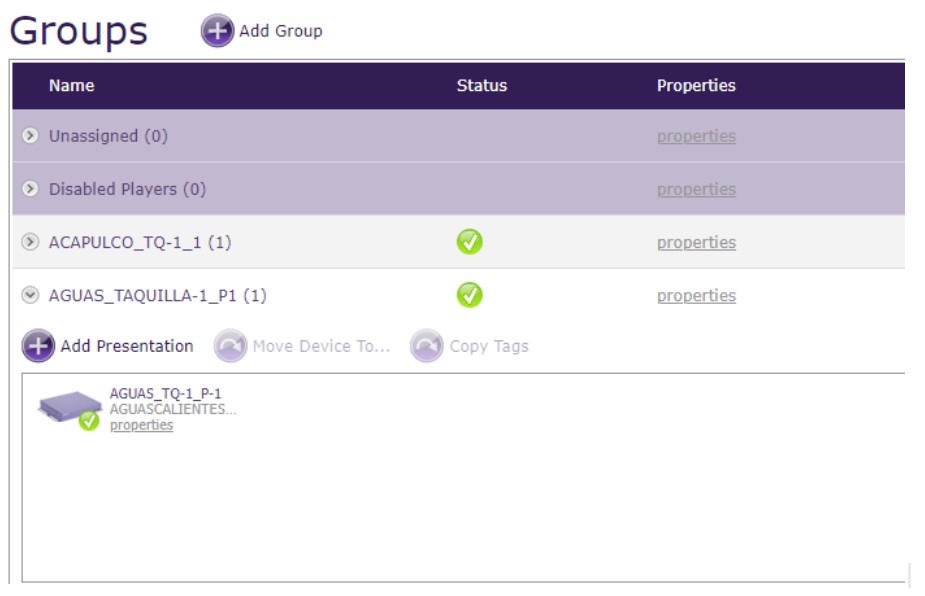 Groups Add Group
Name Status Properties
Unassigned (0) properties
Disabled Players (0) properties
ACAPULCO_TQ-1_1 (1) properties
AGUAS_TAQUILLA-1_P1 (1) properties
Add Presentation Move Device To... Copy Tags
AGUAS_TQ-1_P-1
AGUASCALIENTES...
properties